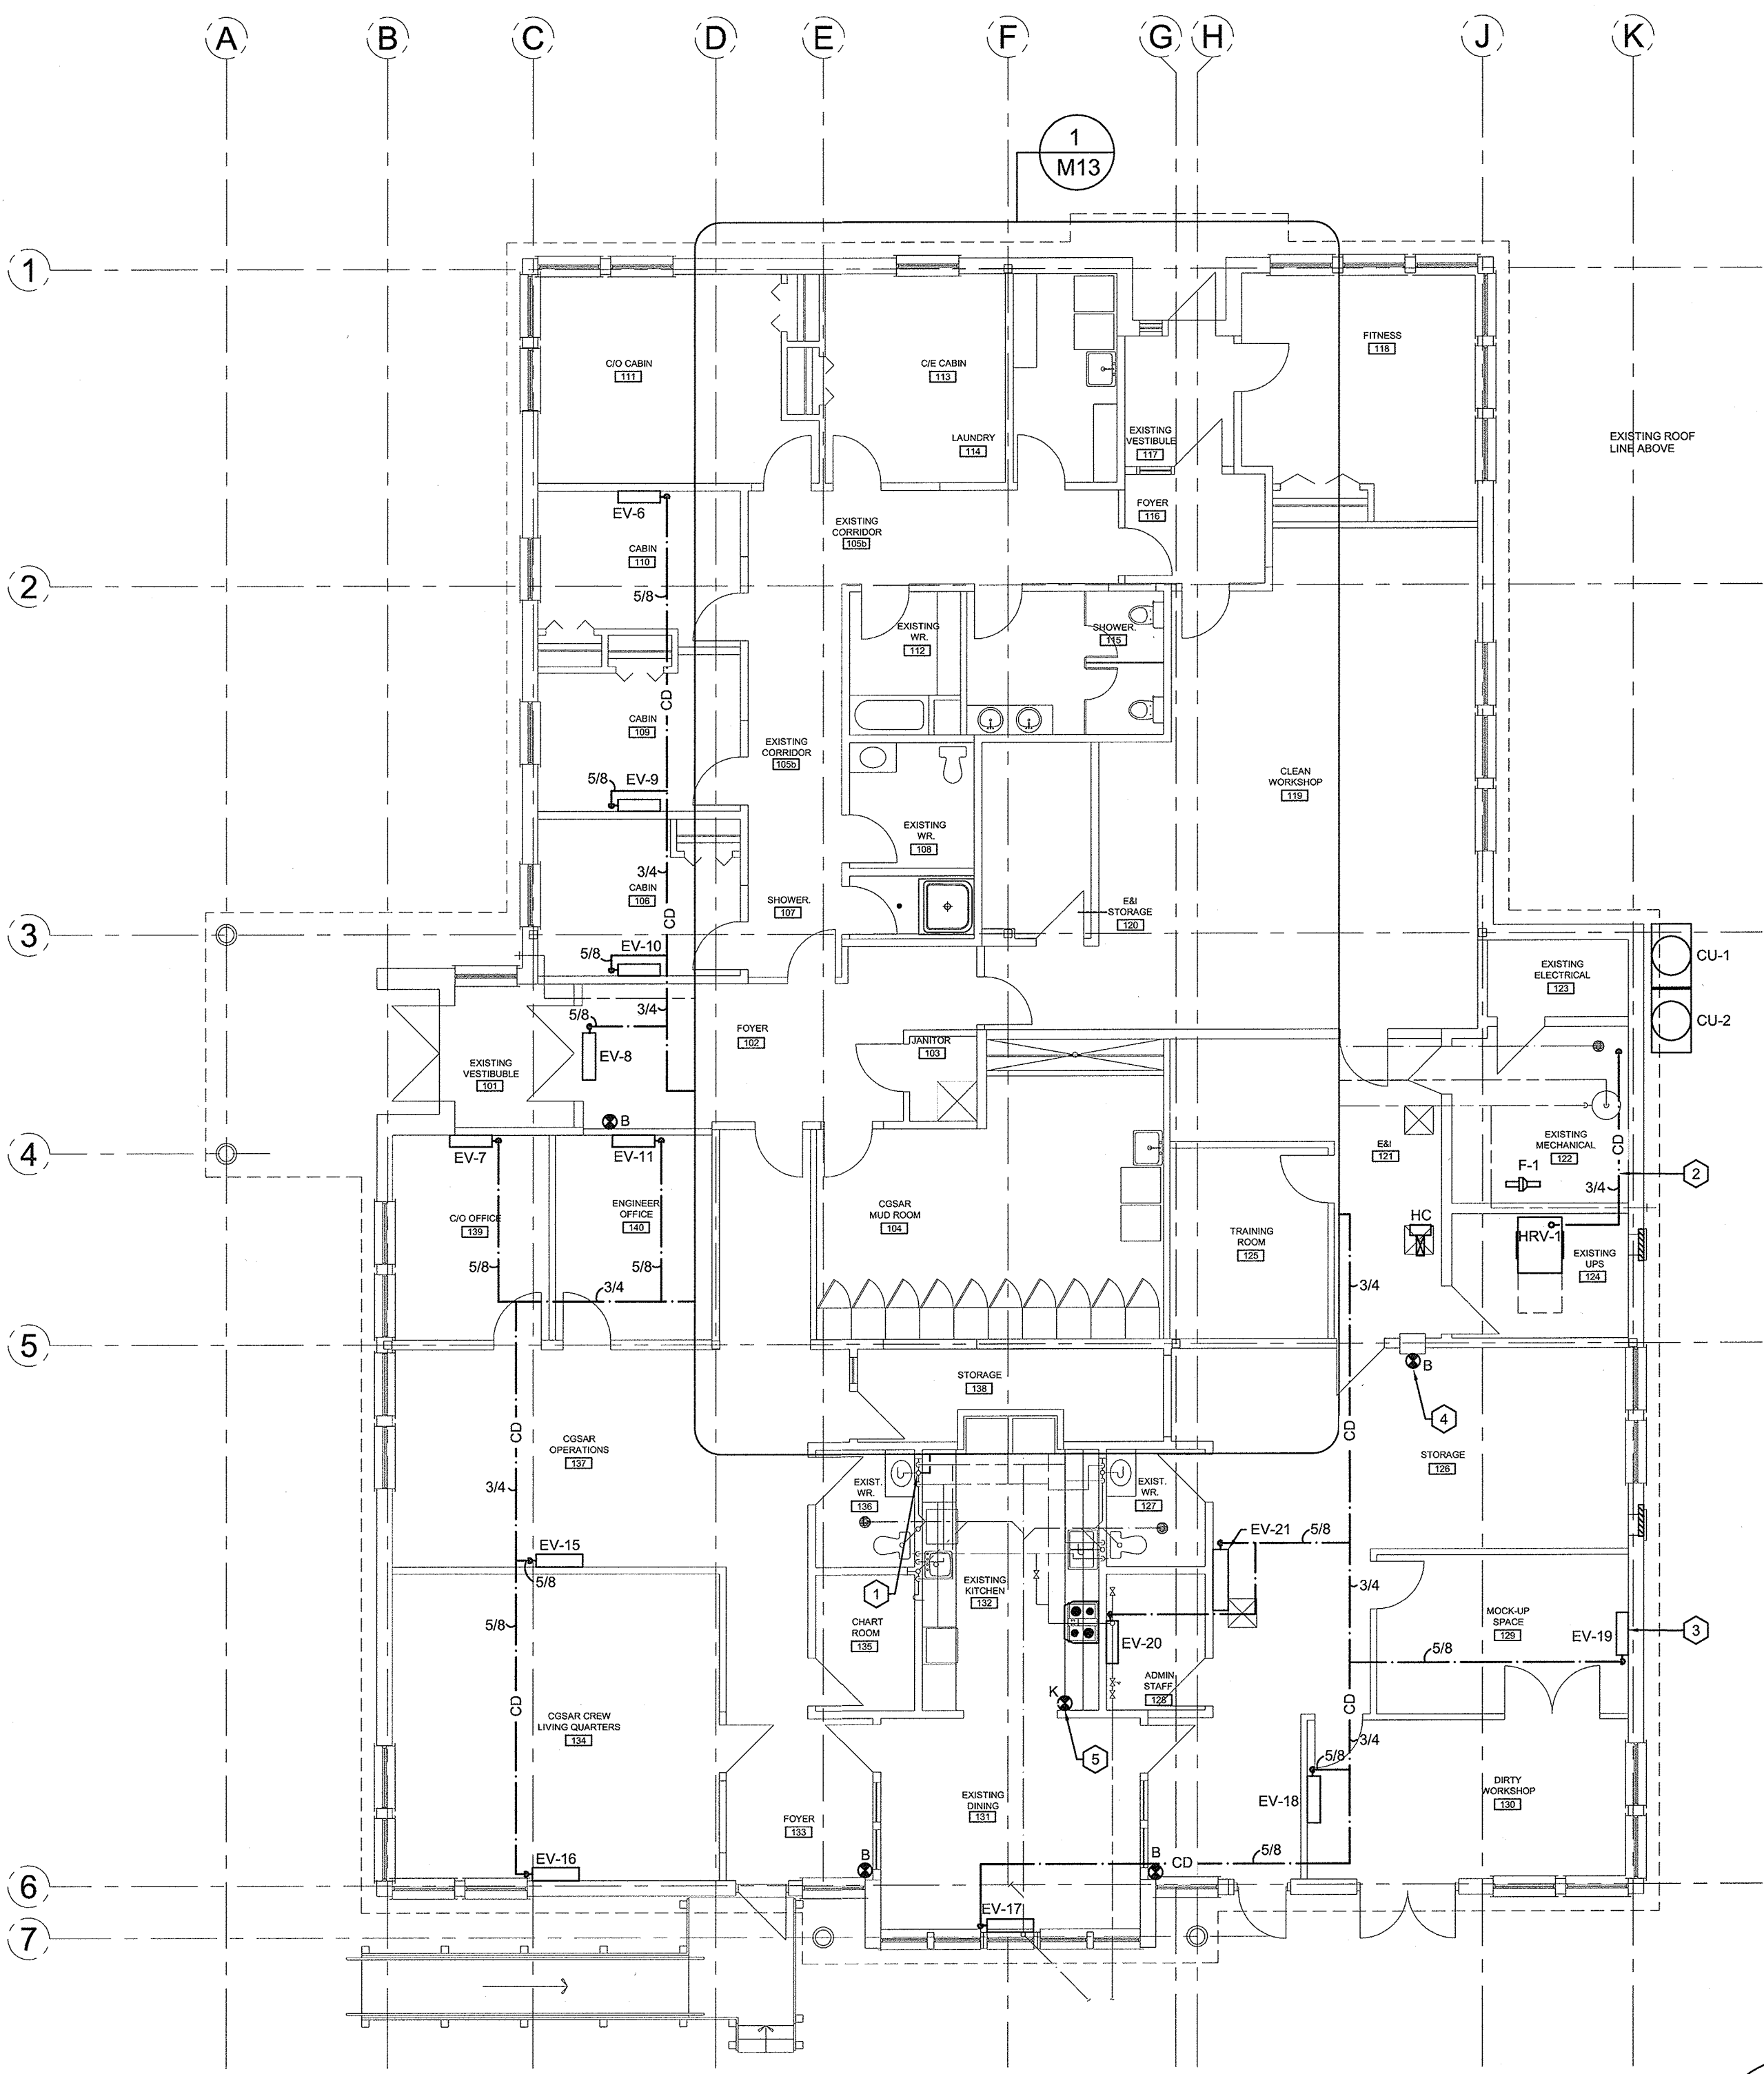 A
B
C
D
E
F
G
H
J
K
1
M13
1
FITNESS
118
C/O CABIN
111
C/E CABIN
113
LAUNDRY
114
EXISTING
VESTIBULE
117
EXISTING ROOF
LINE ABOVE
EV-6
FOYER
116
EXISTING
CORRIDOR
105b
CABIN
110
2
5/8
EXISTING
WR.
112
SHOWER.
115
CD
CABIN
109
EXISTING
CORRIDOR
105b
CLEAN
WORKSHOP
119
5/8
EV-9
EXISTING
WR.
108
3/4
CABIN
106
SHOWER.
107
E&I
STORAGE
120
CD
3
5/8
EV-10
EXISTING
ELECTRICAL
123
CU-1
CU-2
3/4
5/8
EV-8
FOYER
102
JANITOR
103
EXISTING
VESTIBUBLE
101
B
4
EV-7
EV-11
E&I
121
EXISTING
MECHANICAL
122
CD
F-1
3/4
2
C/O OFFICE
139
ENGINEER
OFFICE
140
CGSAR
MUD ROOM
104
TRAINING
ROOM
125
HC
HRV-1
EXISTING
UPS
124
5/8
5/8
3/4
3/4
5
B
4
STORAGE
138
CD
CD
CGSAR
OPERATIONS
137
STORAGE
126
3/4
EXIST.
WR.
136
EXIST.
WR.
127
EV-21
5/8
EV-15
5/8
1
EXISTING
KITCHEN
132
3/4
5/8
CHART
ROOM
135
EV-20
MOCK-UP
SPACE
129
EV-19
3
5/8
CD
ADMIN
STAFF
128
K
CD
CGSAR CREW
LIVING QUARTERS
134
5
3/4
5/8
EXISTING
DINING
131
EV-18
DIRTY
WORKSHOP
130
FOYER
133
B
B
CD
5/8
EV-16
6
EV-17
7